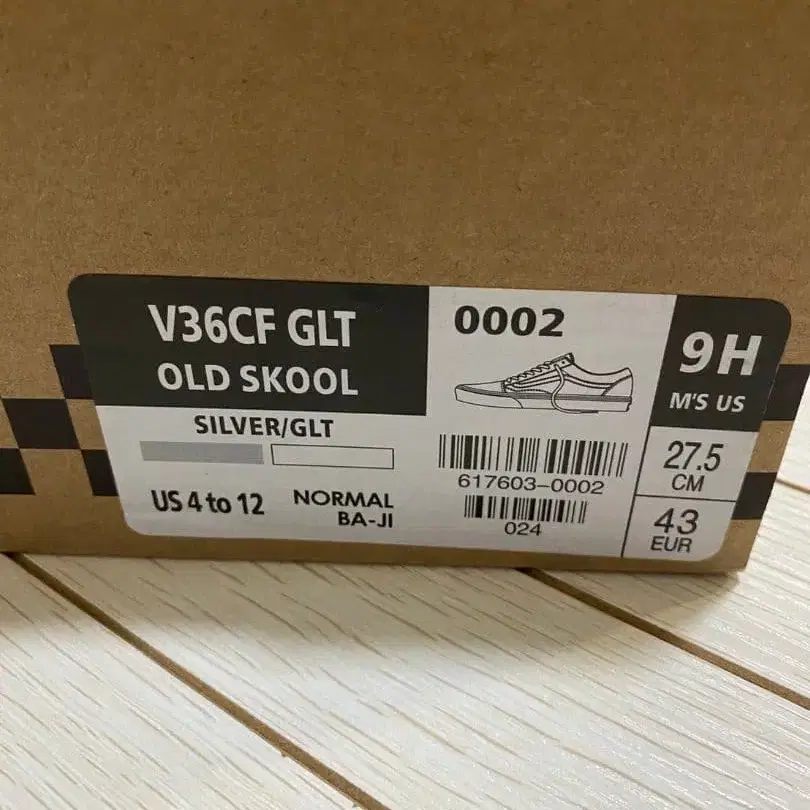 V36CF GLT
OLD SKOOL
SILVER/GLT
US 4 to 12
NORMAL
BA-JI
0002
617603-0002
024
9H
M'S US
27.5
CM
43
EUR